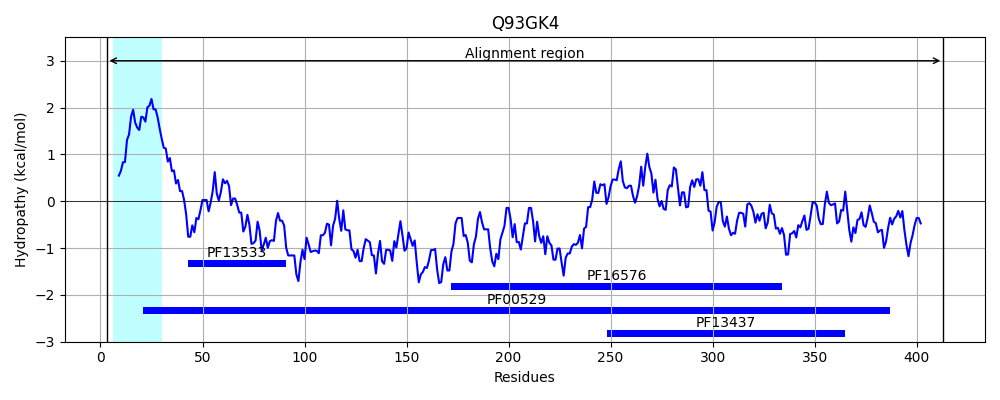 Q93GK4
Alignment region
3
2
1
0
−1
−2
−3
Hydropathy (kcal/mol)
PF13533
PF16576
PF00529
PF13437
0 50 100 150 200 250 300 350 400
Residues